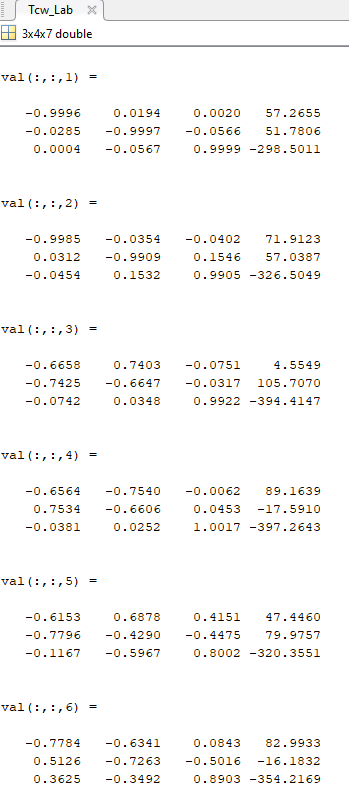 Tcw_Lab
3x4x7 double
val(:,:,1) =
-0.9996 0.0194 0.0020 57.2655
-0.0285 -0.9997 -0.0566 51.7806
0.0004 -0.0567 0.9999 -298.5011
val(:,:,2) =
-0.9985 -0.0354 -0.0402 71.9123
0.0312 -0.9909 0.1546 57.0387
-0.0454 0.1532 0.9905 -326.5049
val(:,:,3) =
-0.6658 0.7403 -0.0751 4.5549
-0.7425 -0.6647 -0.0317 105.7070
-0.0742 0.0348 0.9922 -394.4147
val(:,:,4) =
-0.6564 -0.7540 -0.0062 89.1639
0.7534 -0.6606 0.0453 -17.5910
-0.0381 0.0252 1.0017 -397.2643
val(:,:,5) =
-0.6153 0.6878 0.4151 47.4460
-0.7796 -0.4290 -0.4475 79.9757
-0.1167 -0.5967 0.8002 -320.3551
val(:,:,6) =
-0.7784 -0.6341 0.0843 82.9933
0.5126 -0.7263 -0.5016 -16.1832
0.3625 -0.3492 0.8903 -354.2169